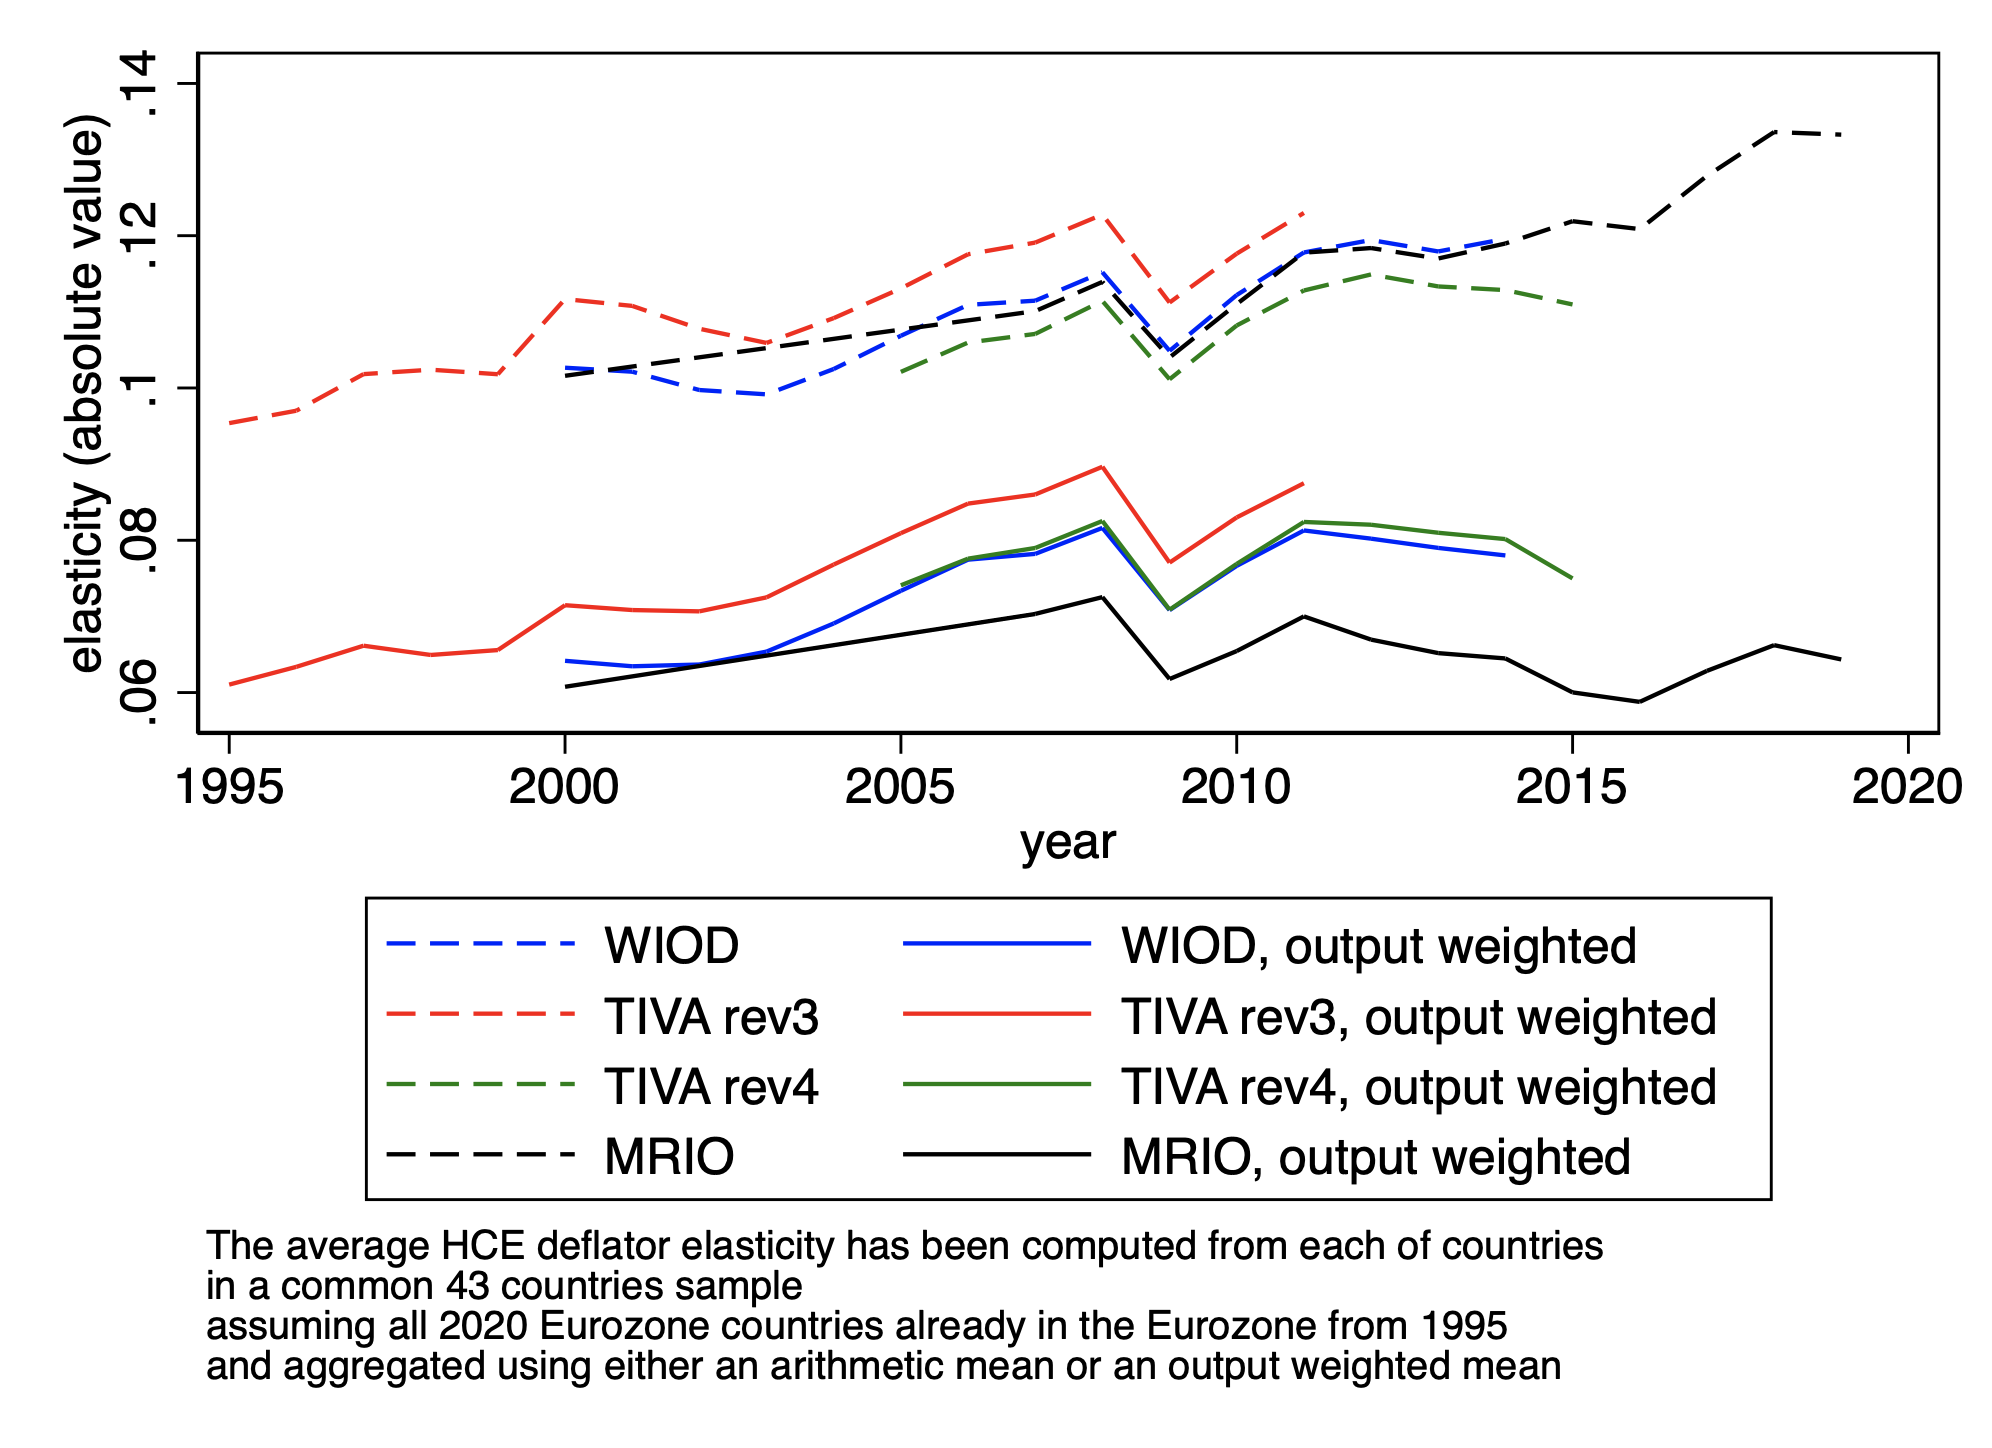 elasticity (absolute value)
.14
.12
.1
.08
.06
1995 2000 2005 2010 2015 2020
year
WIOD WIOD, output weighted
TIVA rev3 TIVA rev3, output weighted
TIVA rev4 TIVA rev4, output weighted
MRIO MRIO, output weighted
The average HCE deflator elasticity has been computed from each of countries
in a common 43 countries sample
assuming all 2020 Eurozone countries already in the Eurozone from 1995
and aggregated using either an arithmetic mean or an output weighted mean